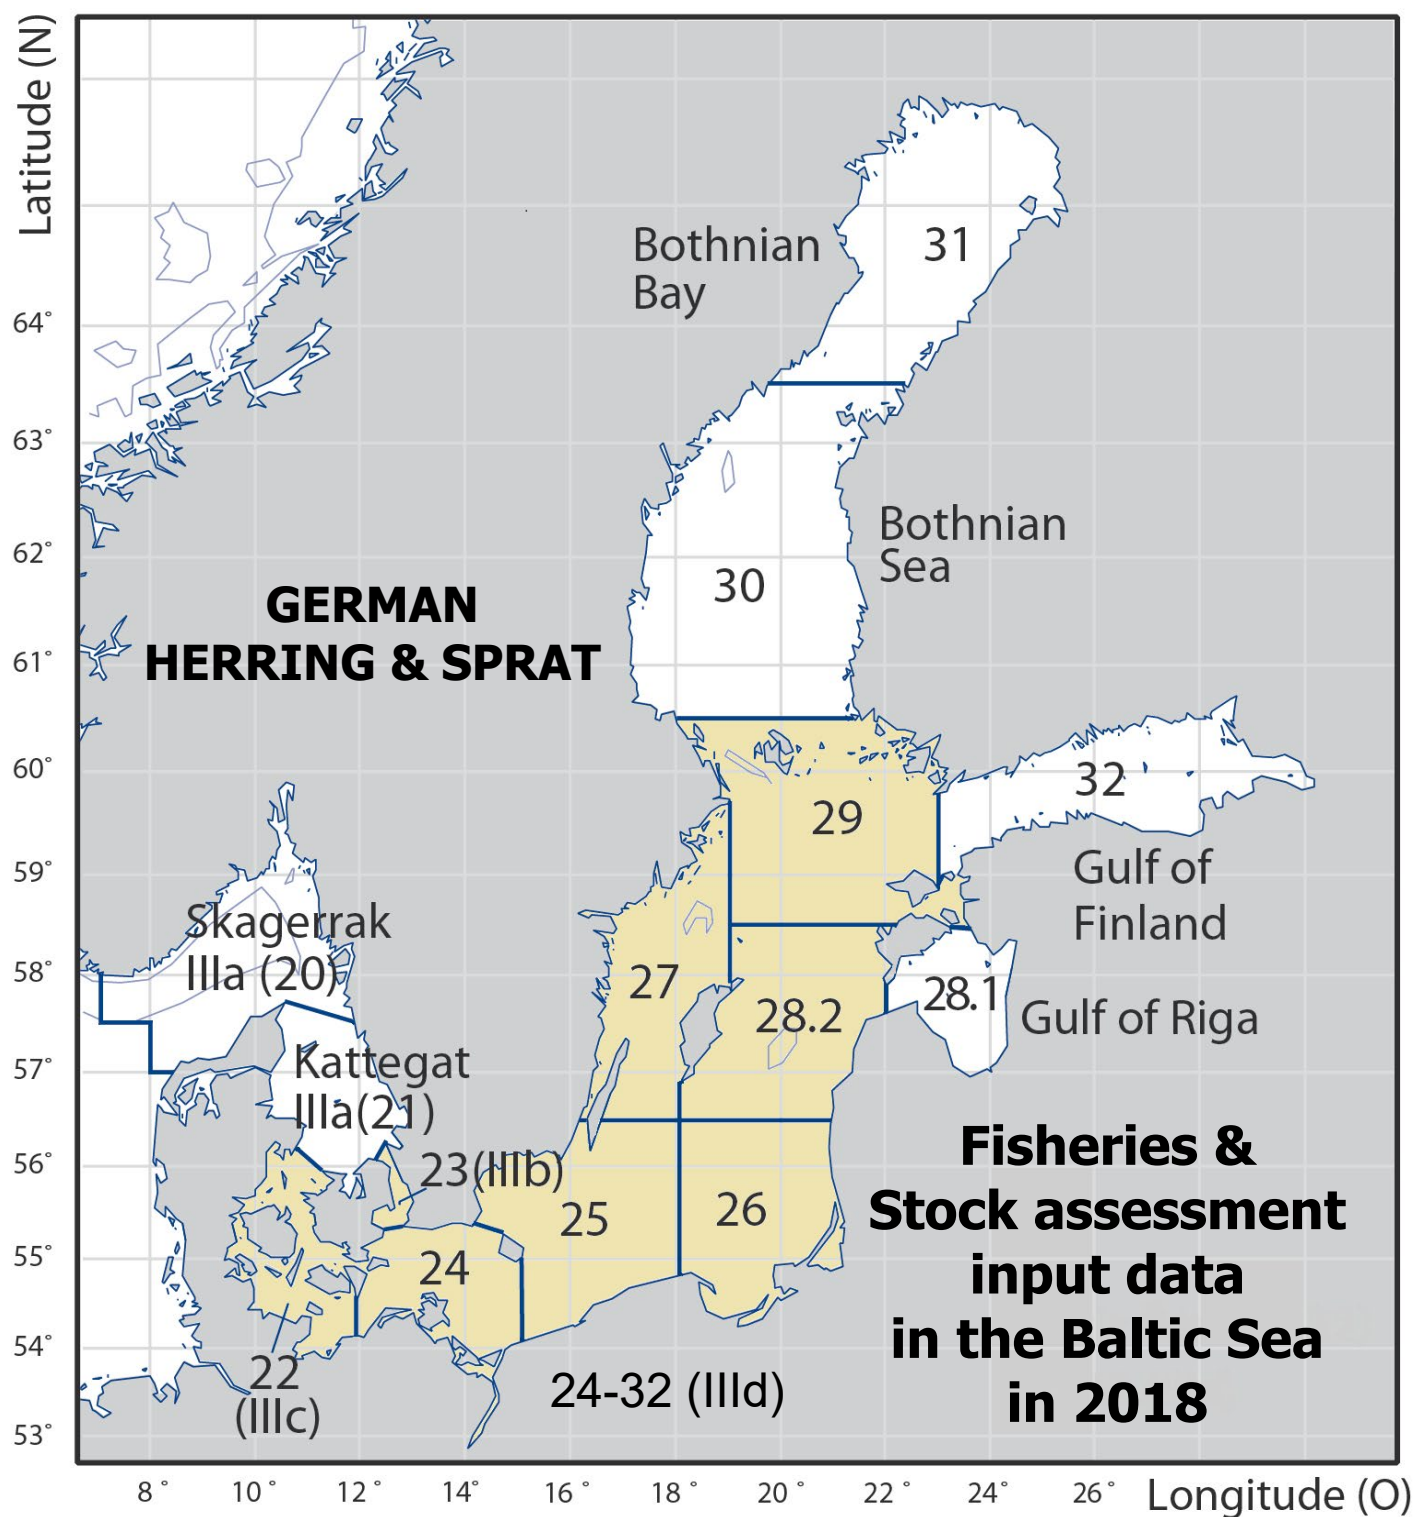 Latitude (N)
Bothnian
Bay
31
64°
63°
Bothnian
Sea
62°
30
GERMAN
HERRING & SPRAT
61°
60°
32
29
59°
Gulf of
Finland
Skagerrak
IIIa (20)
58°
27
28.1
28.2
Gulf of Riga
57°
Kattegat
IIIa(21)
56°
23(IIIb)
25
26
Fisheries &
Stock assessment
input data
in the Baltic Sea
in 2018
55°
24
54°
22
(IIIc)
24-32 (IIId)
53°
8° 10° 12° 14° 16° 18° 20° 22° 24° 26° Longitude (O)